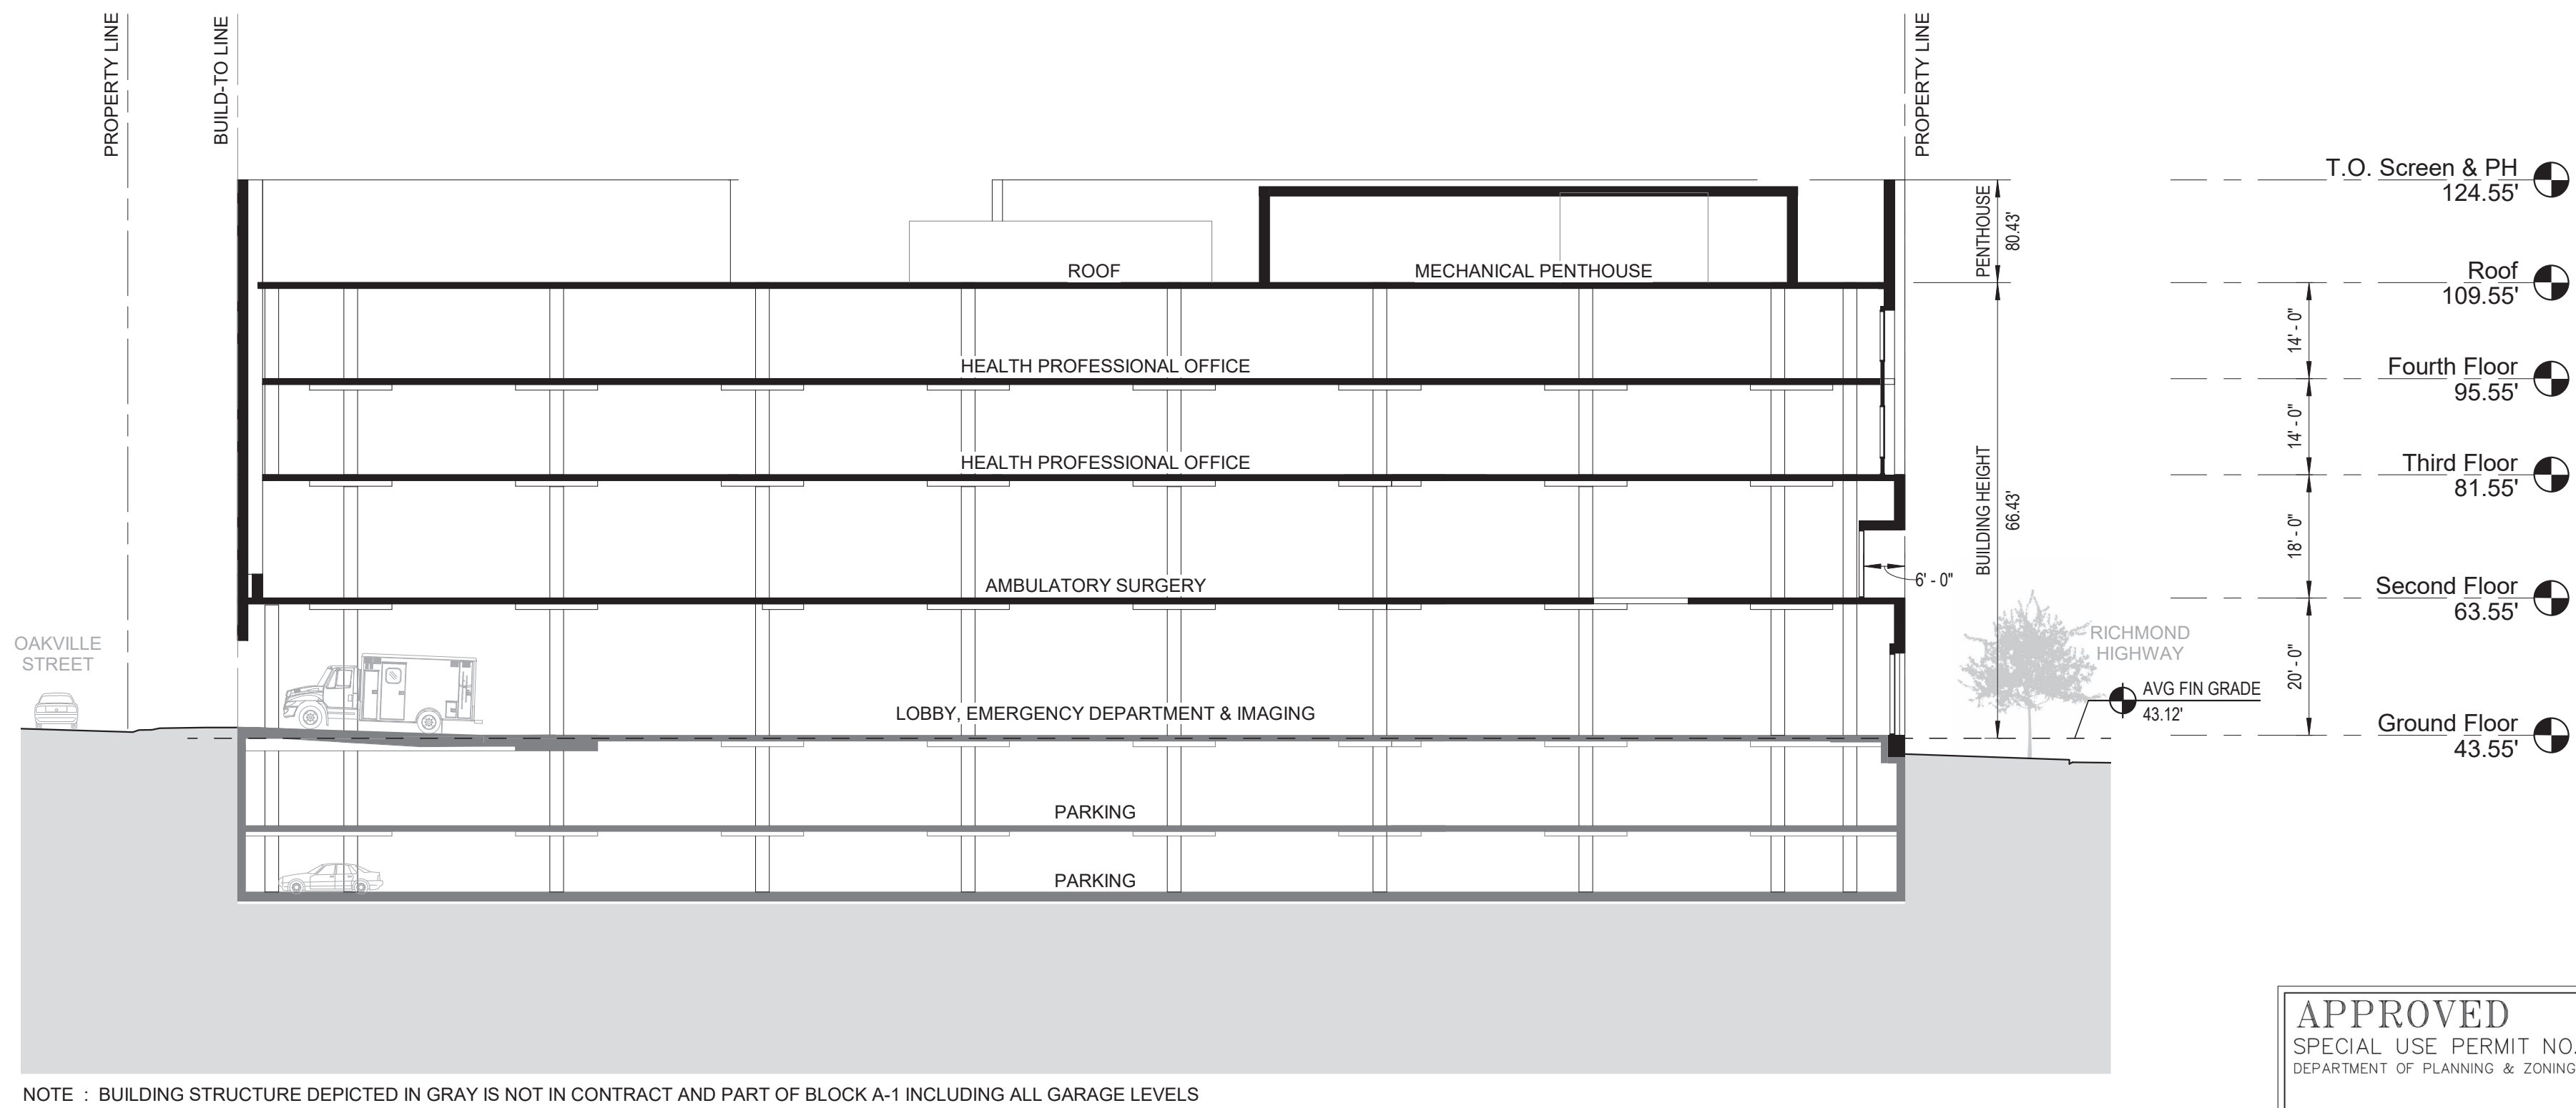 PROPERTY LINE
BUILD-TO LINE
PROPERTY LINE
T.O. Screen & PH
124.55'
PENTHOUSE
80.43'
ROOF
MECHANICAL PENTHOUSE
Roof
109.55'
14' - 0"
HEALTH PROFESSIONAL OFFICE
Fourth Floor
95.55'
14' - 0"
HEALTH PROFESSIONAL OFFICE
Third Floor
81.55'
BUILDING HEIGHT
66.43'
18' - 0"
6' - 0"
AMBULATORY SURGERY
Second Floor
63.55'
OAKVILLE
STREET
RICHMOND
HIGHWAY
20' - 0"
AVG FIN GRADE
43.12'
LOBBY, EMERGENCY DEPARTMENT & IMAGING
Ground Floor
43.55'
PARKING
PARKING
APPROVED
SPECIAL USE PERMIT NO.
DEPARTMENT OF PLANNING & ZONING
NOTE : BUILDING STRUCTURE DEPICTED IN GRAY IS NOT IN CONTRACT AND PART OF BLOCK A-1 INCLUDING ALL GARAGE LEVELS